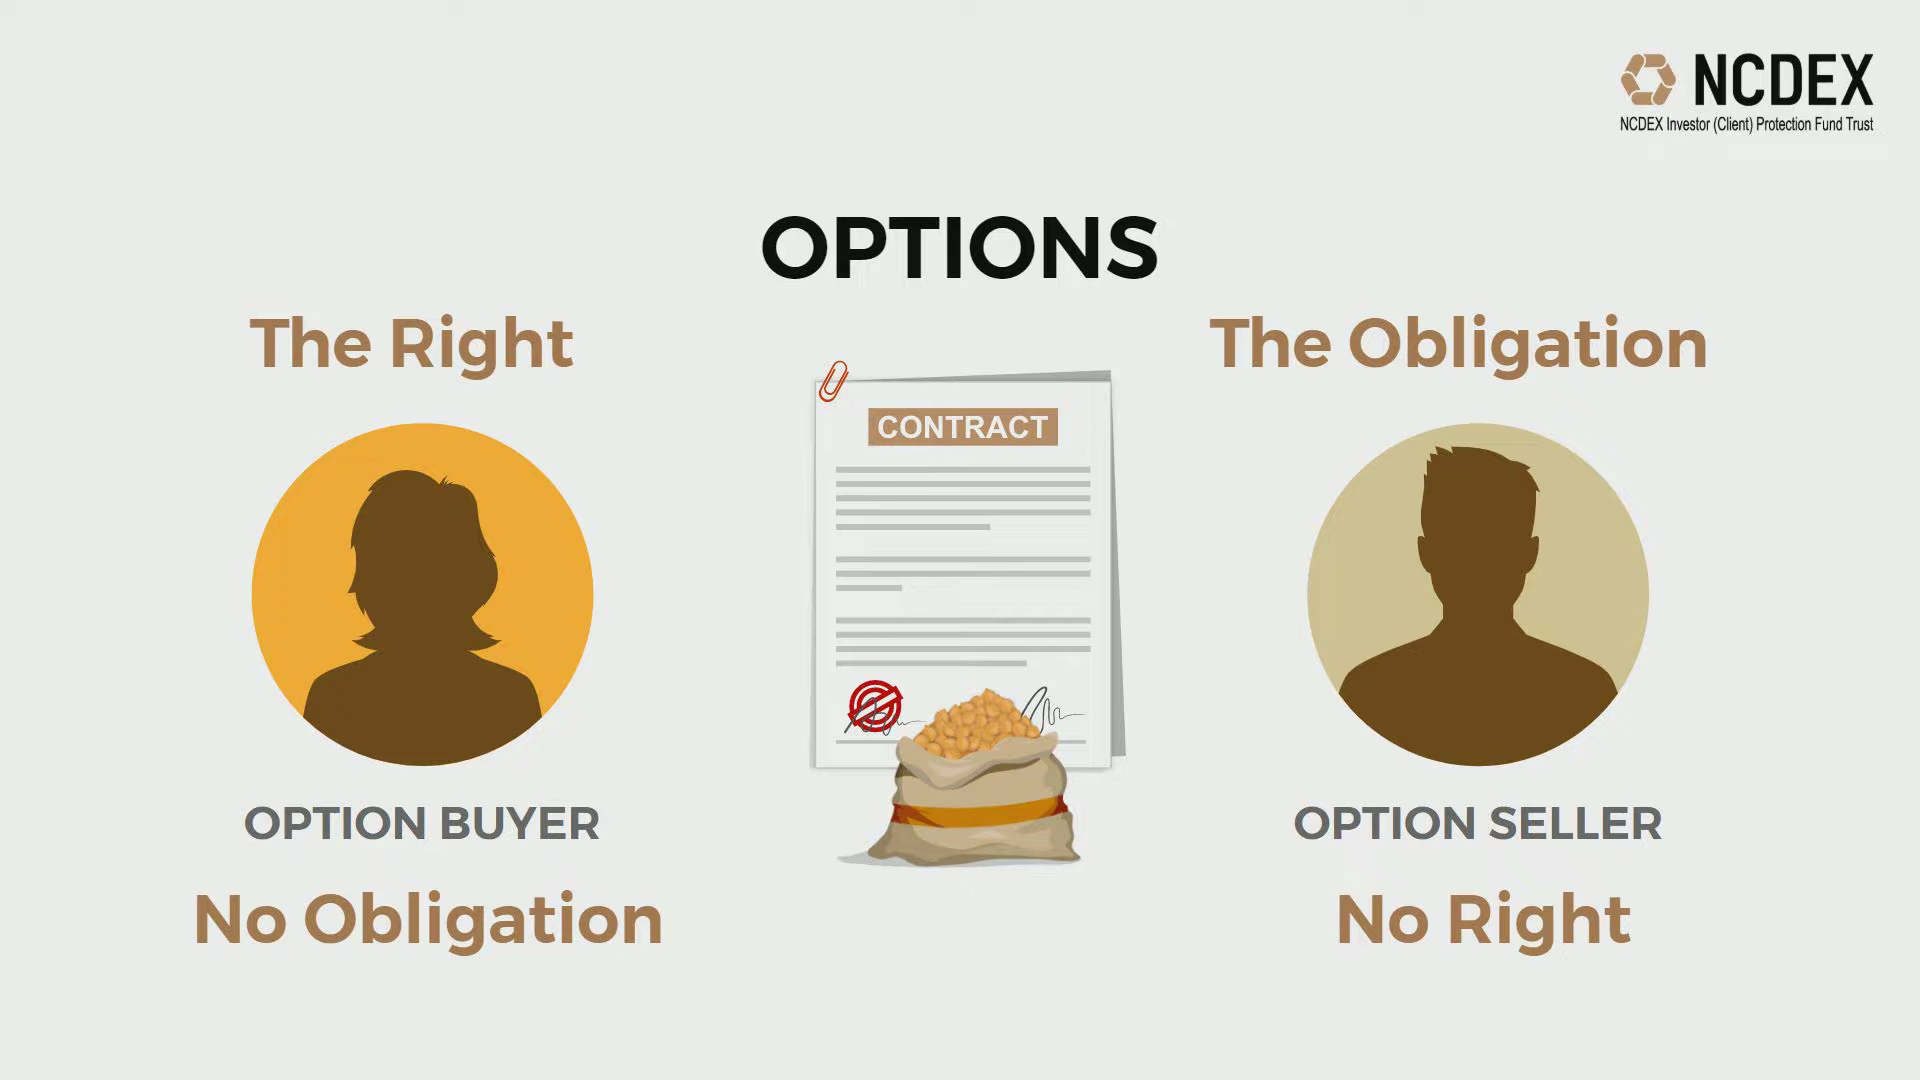 NCDEX
NCDEX Investor (Client) Protection Fund Trust
OPTIONS
The Right
The Obligation
CONTRACT
OPTION BUYER
OPTION SELLER
No Obligation
No Right